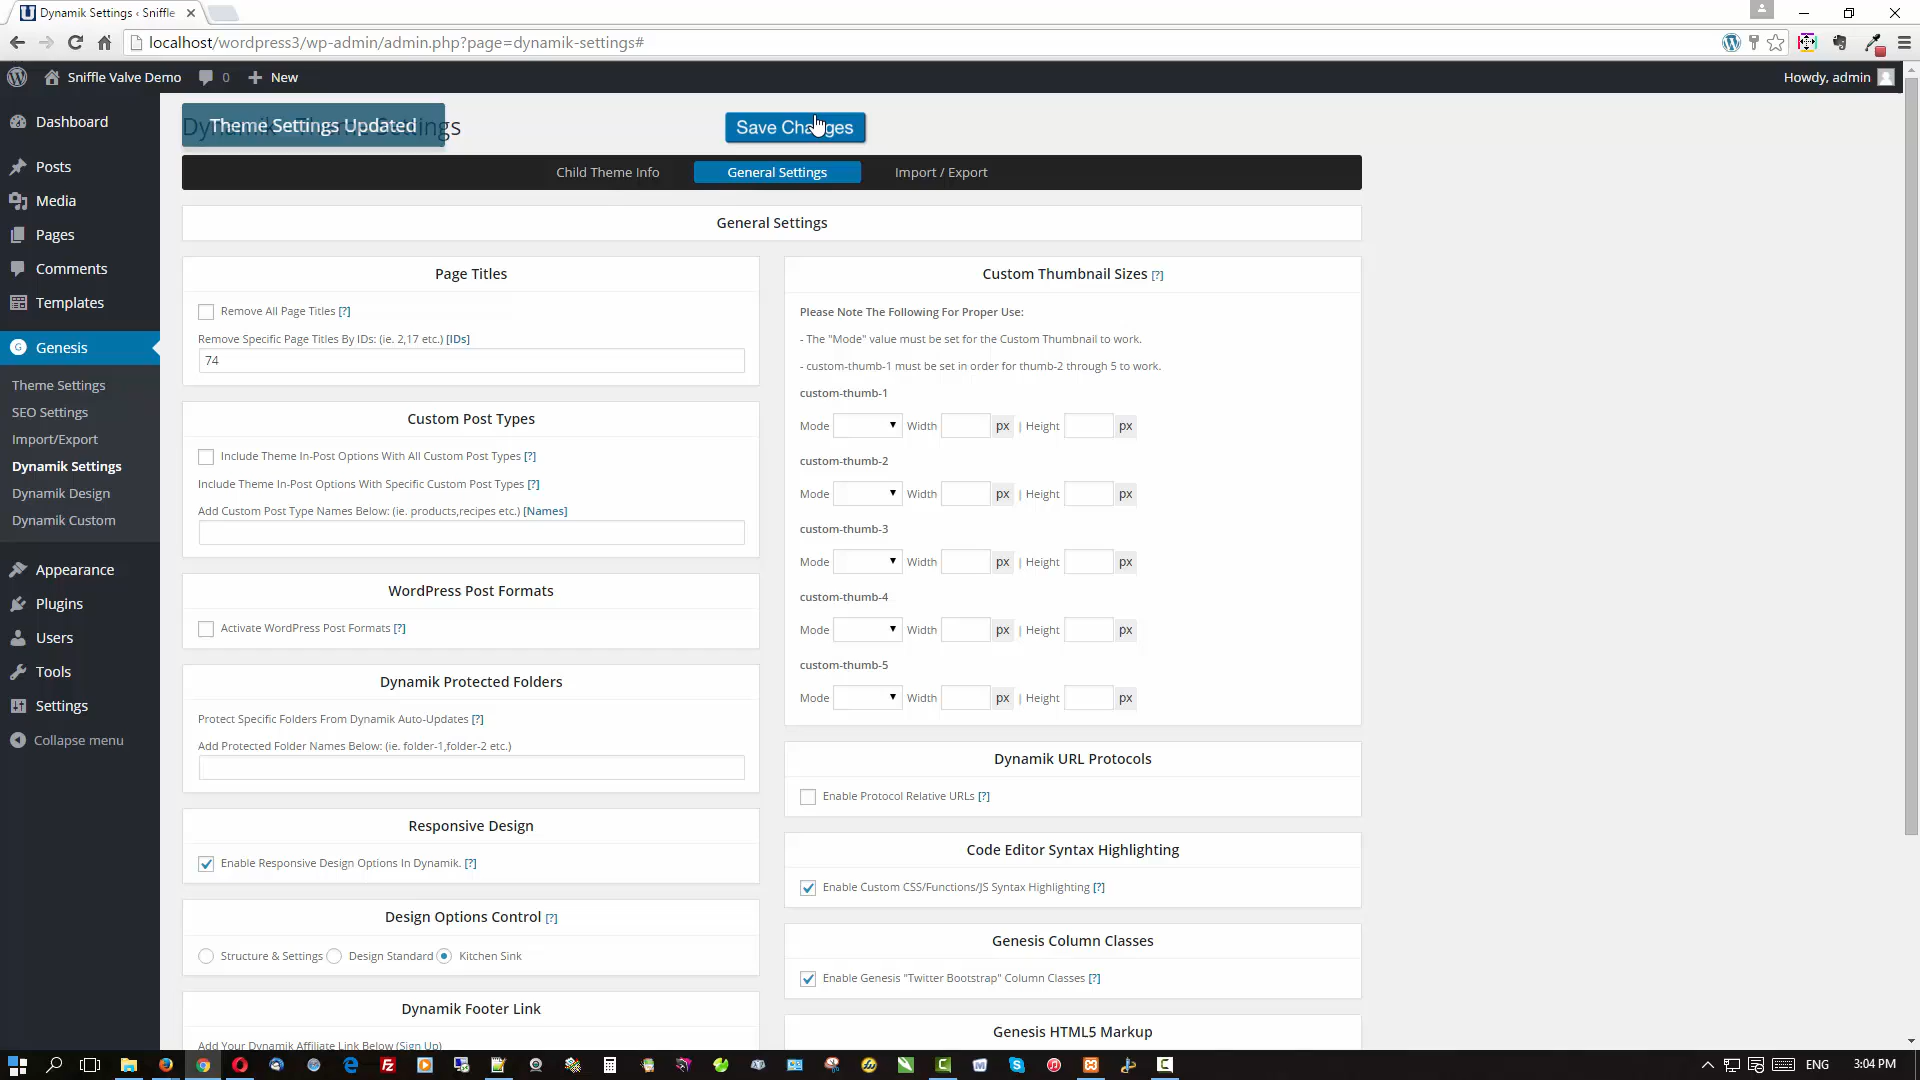 Dynamik Settings ‹ Sniffle
localhost/wordpress3/wp-admin/admin.php?page=dynamik-settings#
Sniffle Valve Demo 0 New Howdy, admin
Dashboard
Posts
Media
Pages
Comments
Templates
Genesis
Theme Settings
SEO Settings
Import/Export
Dynamik Settings
Dynamik Design
Dynamik Custom
Appearance
Plugins
Users
Tools
Settings
Collapse menu
Theme Settings Updated
Save Changes
Child Theme Info General Settings Import / Export
General Settings
Page Titles
Remove All Page Titles [?]
Remove Specific Page Titles By IDs: (ie. 2,17 etc.) [IDs]
74
Custom Post Types
Include Theme In-Post Options With All Custom Post Types [?]
Include Theme In-Post Options With Specific Custom Post Types [?]
Add Custom Post Type Names Below: (ie. products,recipes etc.) [Names]
WordPress Post Formats
Activate WordPress Post Formats [?]
Dynamik Protected Folders
Protect Specific Folders From Dynamik Auto-Updates [?]
Add Protected Folder Names Below: (ie. folder-1,folder-2 etc.)
Responsive Design
Enable Responsive Design Options In Dynamik. [?]
Design Options Control [?]
Structure & Settings Design Standard Kitchen Sink
Dynamik Footer Link
Add Your Dynamik Affiliate Link Below (Sign Up)
Custom Thumbnail Sizes [?]
Please Note The Following For Proper Use:
- The "Mode" value must be set for the Custom Thumbnail to work.
- custom-thumb-1 must be set in order for thumb-2 through 5 to work.
custom-thumb-1
Mode Width px | Height px
custom-thumb-2
Mode Width px | Height px
custom-thumb-3
Mode Width px | Height px
custom-thumb-4
Mode Width px | Height px
custom-thumb-5
Mode Width px | Height px
Dynamik URL Protocols
Enable Protocol Relative URLs [?]
Code Editor Syntax Highlighting
Enable Custom CSS/Functions/JS Syntax Highlighting [?]
Genesis Column Classes
Enable Genesis "Twitter Bootstrap" Column Classes [?]
Genesis HTML5 Markup
ENG 3:04 PM